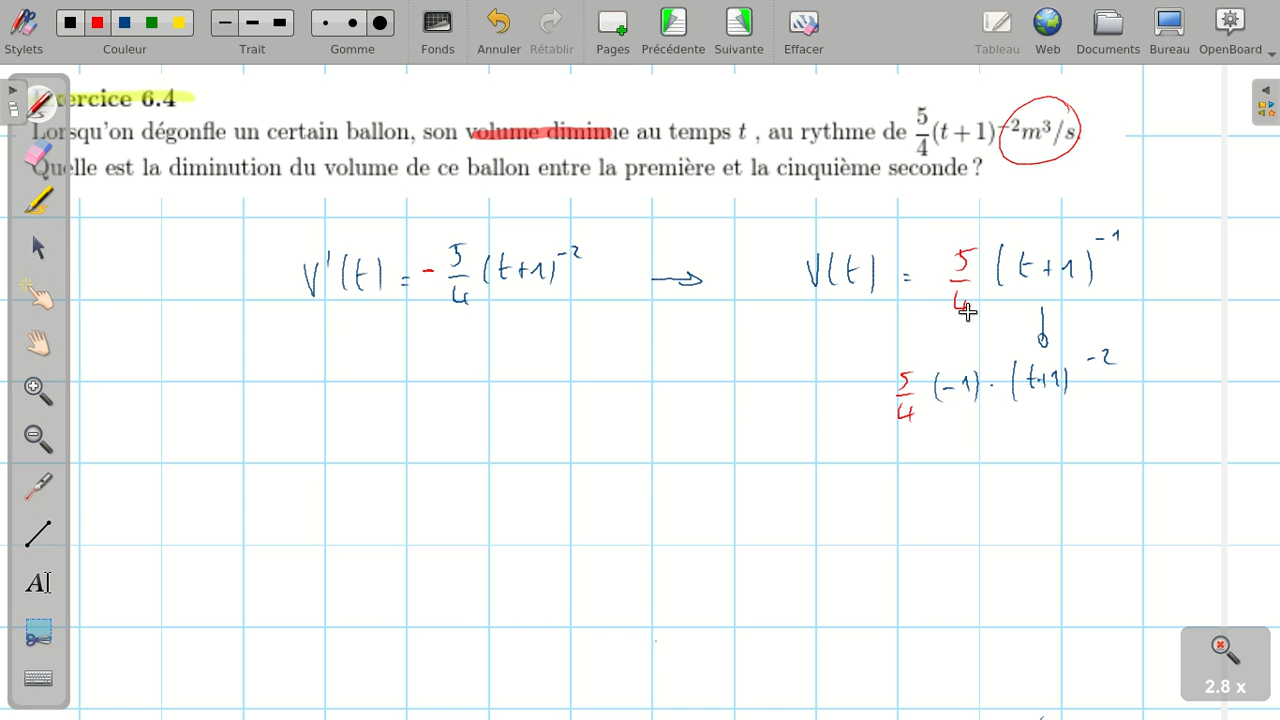 Stylets Couleur Trait Gomme Fonds Annuler Rétablir Pages Précédente Suivante Effacer Tableau Web Documents Bureau OpenBoard
ercice 6.4
Lorsqu'on dégonfle un certain ballon, son volume diminue au temps t , au rythme de 5/4 (t + 1)⁻² m³/s.
Quelle est la diminution du volume de ce ballon entre la première et la cinquième seconde ?
V'(t) = - 5/4 (t+1)⁻² → V(t) = 5/4 (t+1)⁻¹
5/4 (-1) · (t+1)⁻²
AI
2.8 x